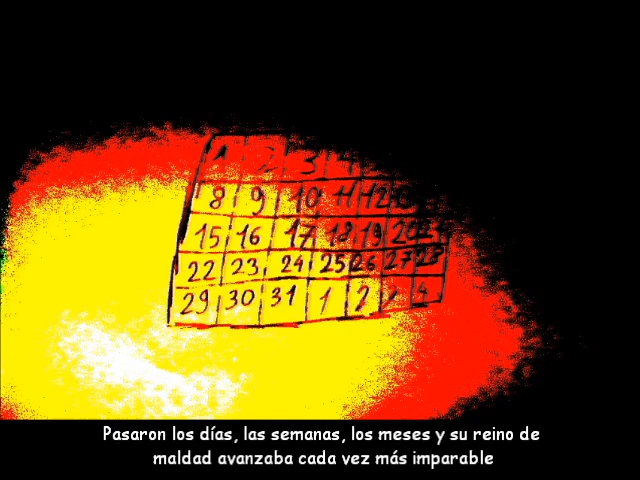 1 2 3 4
8 9 10 11 12
15 16 17 18 19 20 21
22 23 24 25 26 27 28
29 30 31 1 2 3 4
Pasaron los días, las semanas, los meses y su reino de
maldad avanzaba cada vez más imparable